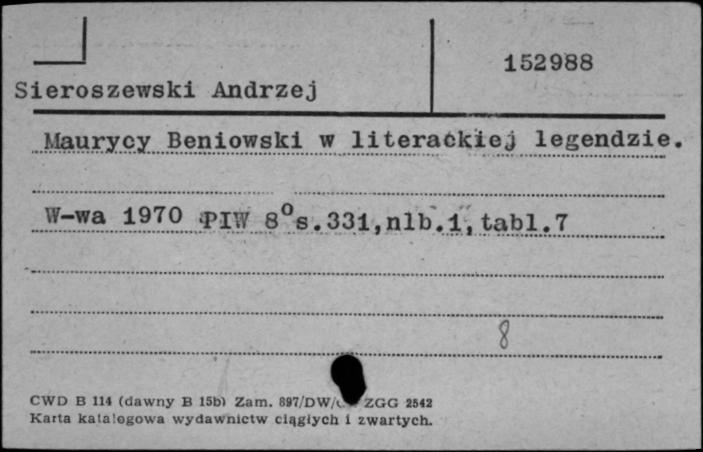 152988
Sieroszewski Andrzej
Maurycy Beniowski w literackiej legendzie.
W-wa 1970 PIW 8° s.331,nlb.1,tabl.7
8
CWD B 114 (dawny B 15b) Zam. 897/DW/ ZGG 2542
Karta katalogowa wydawnictw ciągłych i zwartych.